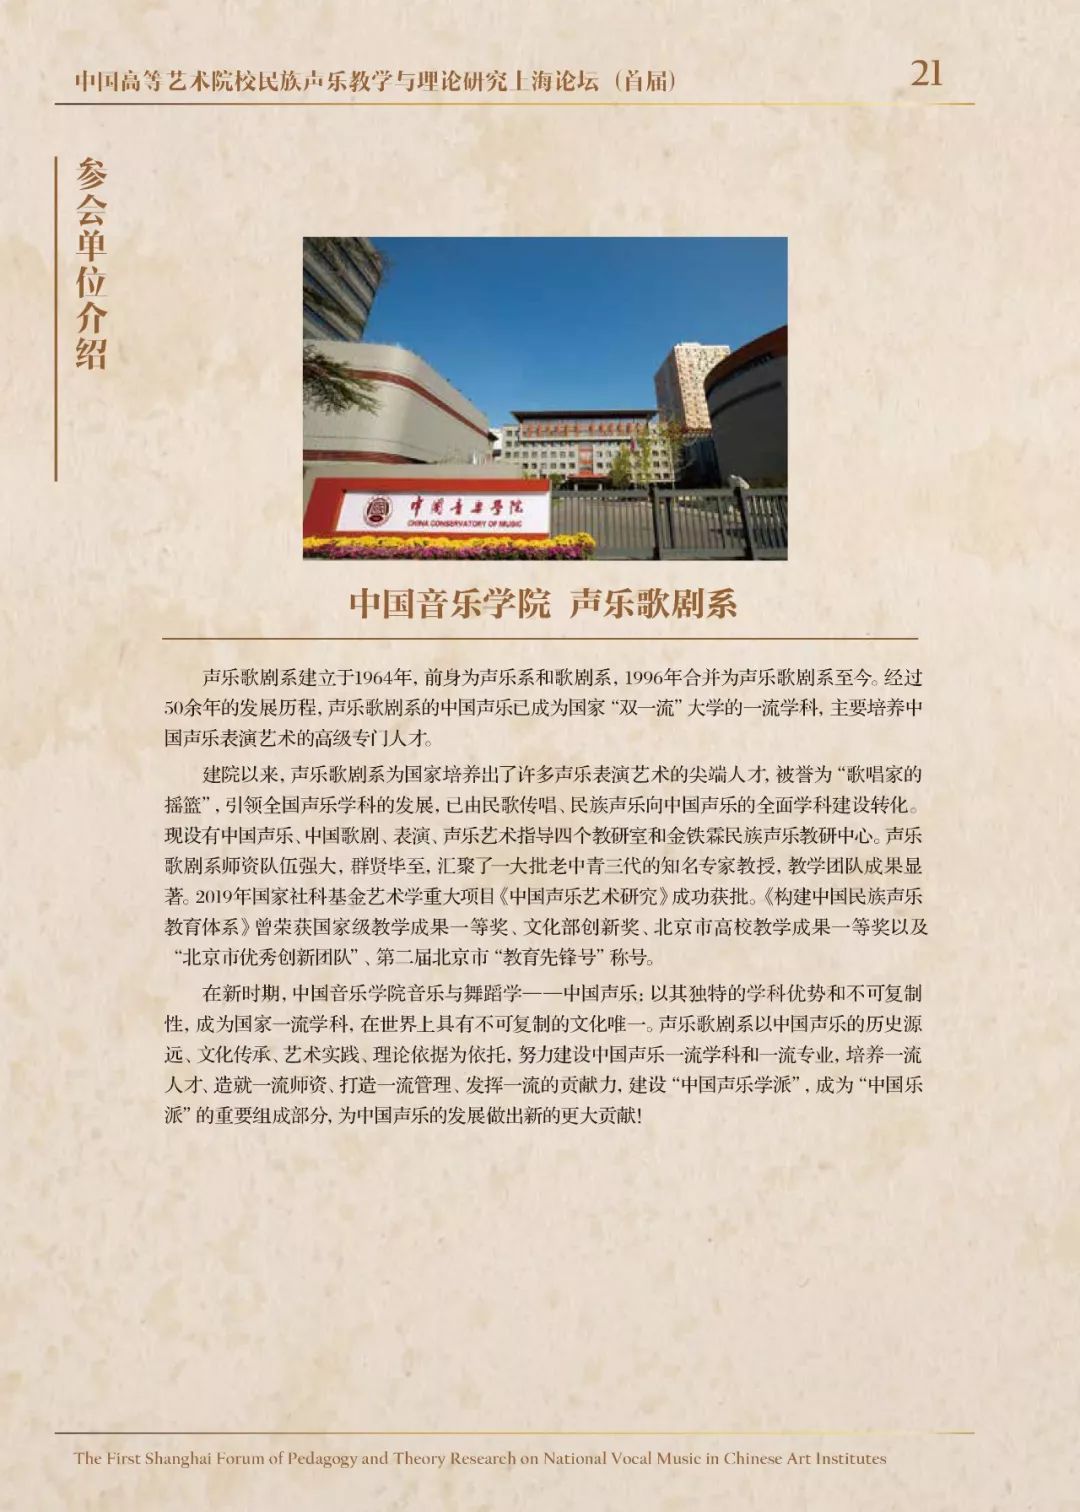 中国高等艺术院校民族声乐教学与理论研究上海论坛（首届）
21
参会单位介绍
中国音乐学院
CHINA CONSERVATORY OF MUSIC
中国音乐学院 声乐歌剧系
声乐歌剧系建立于1964年，前身为声乐系和歌剧系，1996年合并为声乐歌剧系至今。经过
50余年的发展历程，声乐歌剧系的中国声乐已成为国家“双一流”大学的一流学科，主要培养中
国声乐表演艺术的高级专门人才。
建院以来，声乐歌剧系为国家培养出了许多声乐表演艺术的尖端人才，被誉为“歌唱家的
摇篮”，引领全国声乐学科的发展，已由民歌传唱、民族声乐向中国声乐的全面学科建设转化。
现设有中国声乐、中国歌剧、表演、声乐艺术指导四个教研室和金铁霖民族声乐教研中心。声乐
歌剧系师资队伍强大，群贤毕至，汇聚了一大批老中青三代的知名专家教授，教学团队成果显
著。2019年国家社科基金艺术学重大项目《中国声乐艺术研究》成功获批。《构建中国民族声乐
教育体系》曾荣获国家级教学成果一等奖、文化部创新奖、北京市高校教学成果一等奖以及
“北京市优秀创新团队”、第二届北京市“教育先锋号”称号。
在新时期，中国音乐学院音乐与舞蹈学——中国声乐：以其独特的学科优势和不可复制
性，成为国家一流学科，在世界上具有不可复制的文化唯一。声乐歌剧系以中国声乐的历史源
远、文化传承、艺术实践、理论依据为依托，努力建设中国声乐一流学科和一流专业，培养一流
人才、造就一流师资、打造一流管理、发挥一流的贡献力，建设“中国声乐学派”，成为“中国乐
派”的重要组成部分，为中国声乐的发展做出新的更大贡献！
The First Shanghai Forum of Pedagogy and Theory Research on National Vocal Music in Chinese Art Institutes